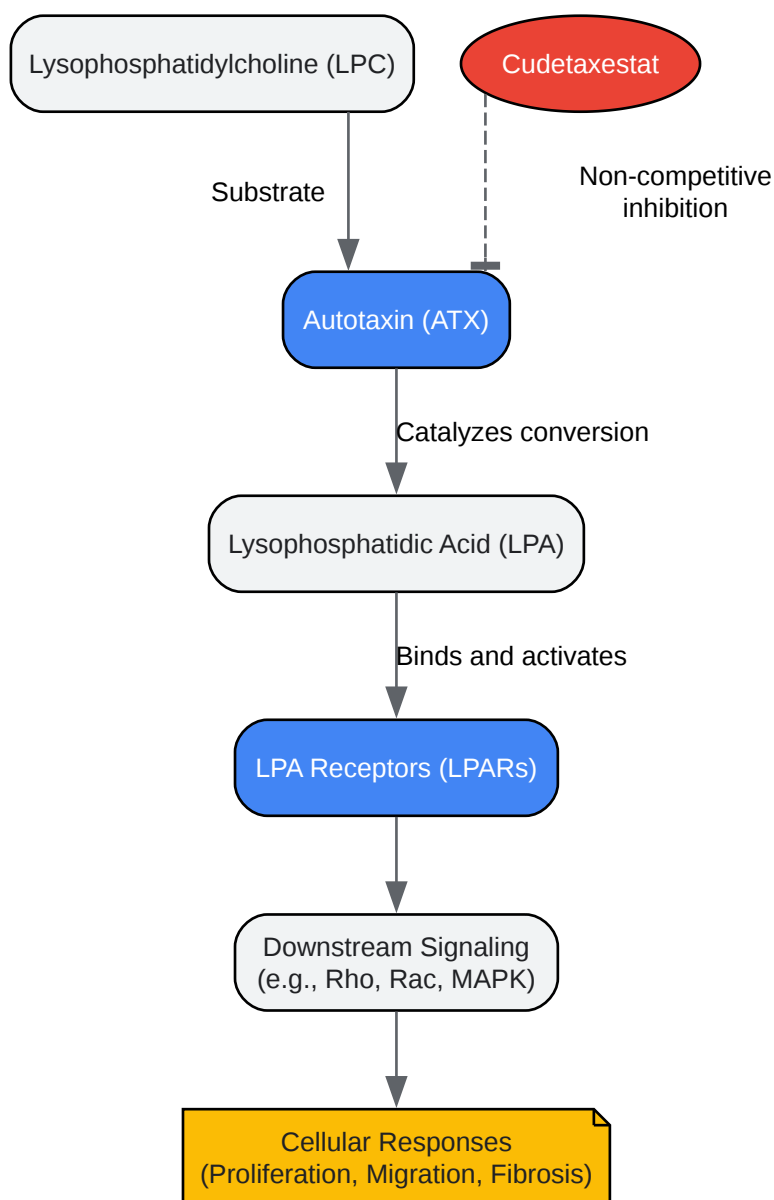 Lysophosphatidylcholine (LPC)
Cudetaxestat
Substrate
Non-competitive
inhibition
Autotaxin (ATX)
Catalyzes conversion
Lysophosphatidic Acid (LPA)
Binds and activates
LPA Receptors (LPARs)
Downstream Signaling
(e.g., Rho, Rac, MAPK)
Cellular Responses
(Proliferation, Migration, Fibrosis)